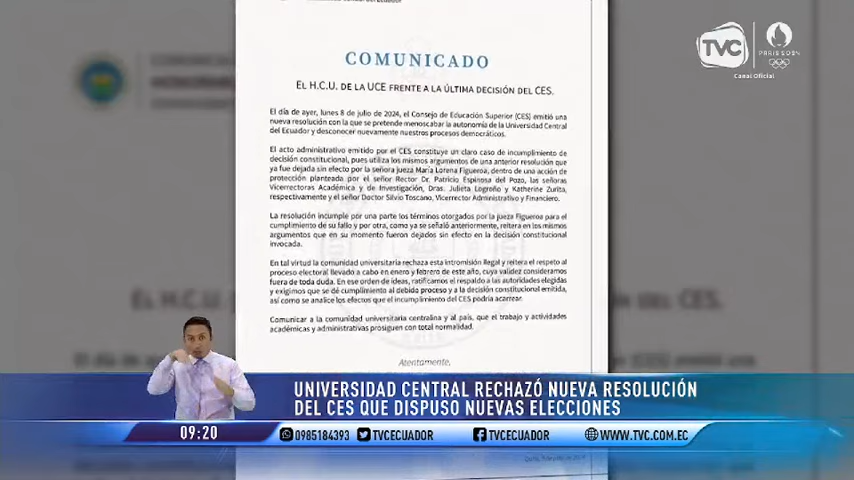 Central del Ecuador
COMUNICADO
EL H.C.U. DE LA UCE FRENTE A LA ÚLTIMA DECISIÓN DEL CES.
El día de ayer, lunes 8 de julio de 2024, el Consejo de Educación Superior (CES) emitió una
nueva resolución con la que se pretende menoscabar la autonomía de la Universidad Central
del Ecuador y desconocer nuevamente nuestros procesos democráticos.
El acto administrativo emitido por el CES constituye un claro caso de incumplimiento de
decisión constitucional, pues utiliza los mismos argumentos de una anterior resolución que
ya fue dejada sin efecto por la señora jueza María Lorena Figueroa, dentro de una acción de
protección planteada por el señor Rector Dr. Patricio Espinosa del Pozo, las señoras
Vicerrectoras Académica y de Investigación, Dras. Julieta Logroño y Katherine Zurita,
respectivamente y el señor Doctor Silvio Toscano, Vicerrector Administrativo y Financiero.
La resolución incumple por una parte los términos otorgados por la jueza Figueroa para el
cumplimiento de su fallo y por otra, como ya se señaló anteriormente, reitera en los mismos
argumentos que en su momento fueron dejados sin efecto en la decisión constitucional
invocada.
En tal virtud la comunidad universitaria rechaza esta intromisión ilegal y reitera el respeto al
proceso electoral llevado a cabo en enero y febrero de este año, cuya validez consideramos
fuera de toda duda. En ese orden de ideas, ratificamos el respaldo a las autoridades elegidas
y exigimos que se dé cumplimiento al debido proceso y a la decisión constitucional emitida,
así como se analice los efectos que el incumplimiento del CES podría acarrear.
Comunicar a la comunidad universitaria centralina y al país, que el trabajo y actividades
académicas y administrativas prosiguen con total normalidad.
Atentamente,
TVC
PARIS 2024
Canal Oficial
UNIVERSIDAD CENTRAL RECHAZÓ NUEVA RESOLUCIÓN
DEL CES QUE DISPUSO NUEVAS ELECCIONES
09:20 0985184393 TVCECUADOR TVCECUADOR WWW.TVC.COM.EC